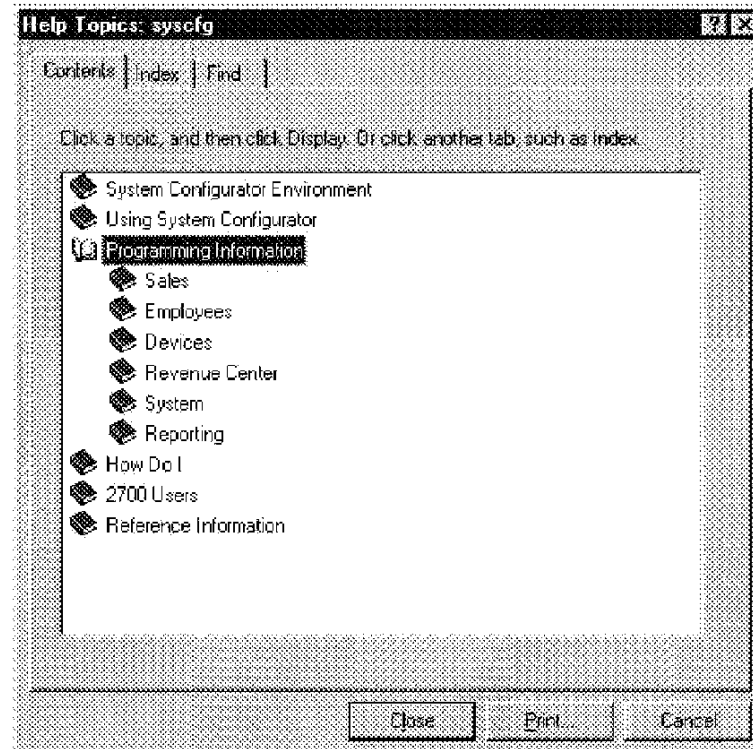 Help Topics: syscfg
Contents Index Find
Click a topic, and then click Display. Or click another tab, such as Index.
System Configurator Environment
Using System Configurator
Programming Information
Sales
Employees
Devices
Revenue Center
System
Reporting
How Do I
2700 Users
Reference Information
Close Print... Cancel